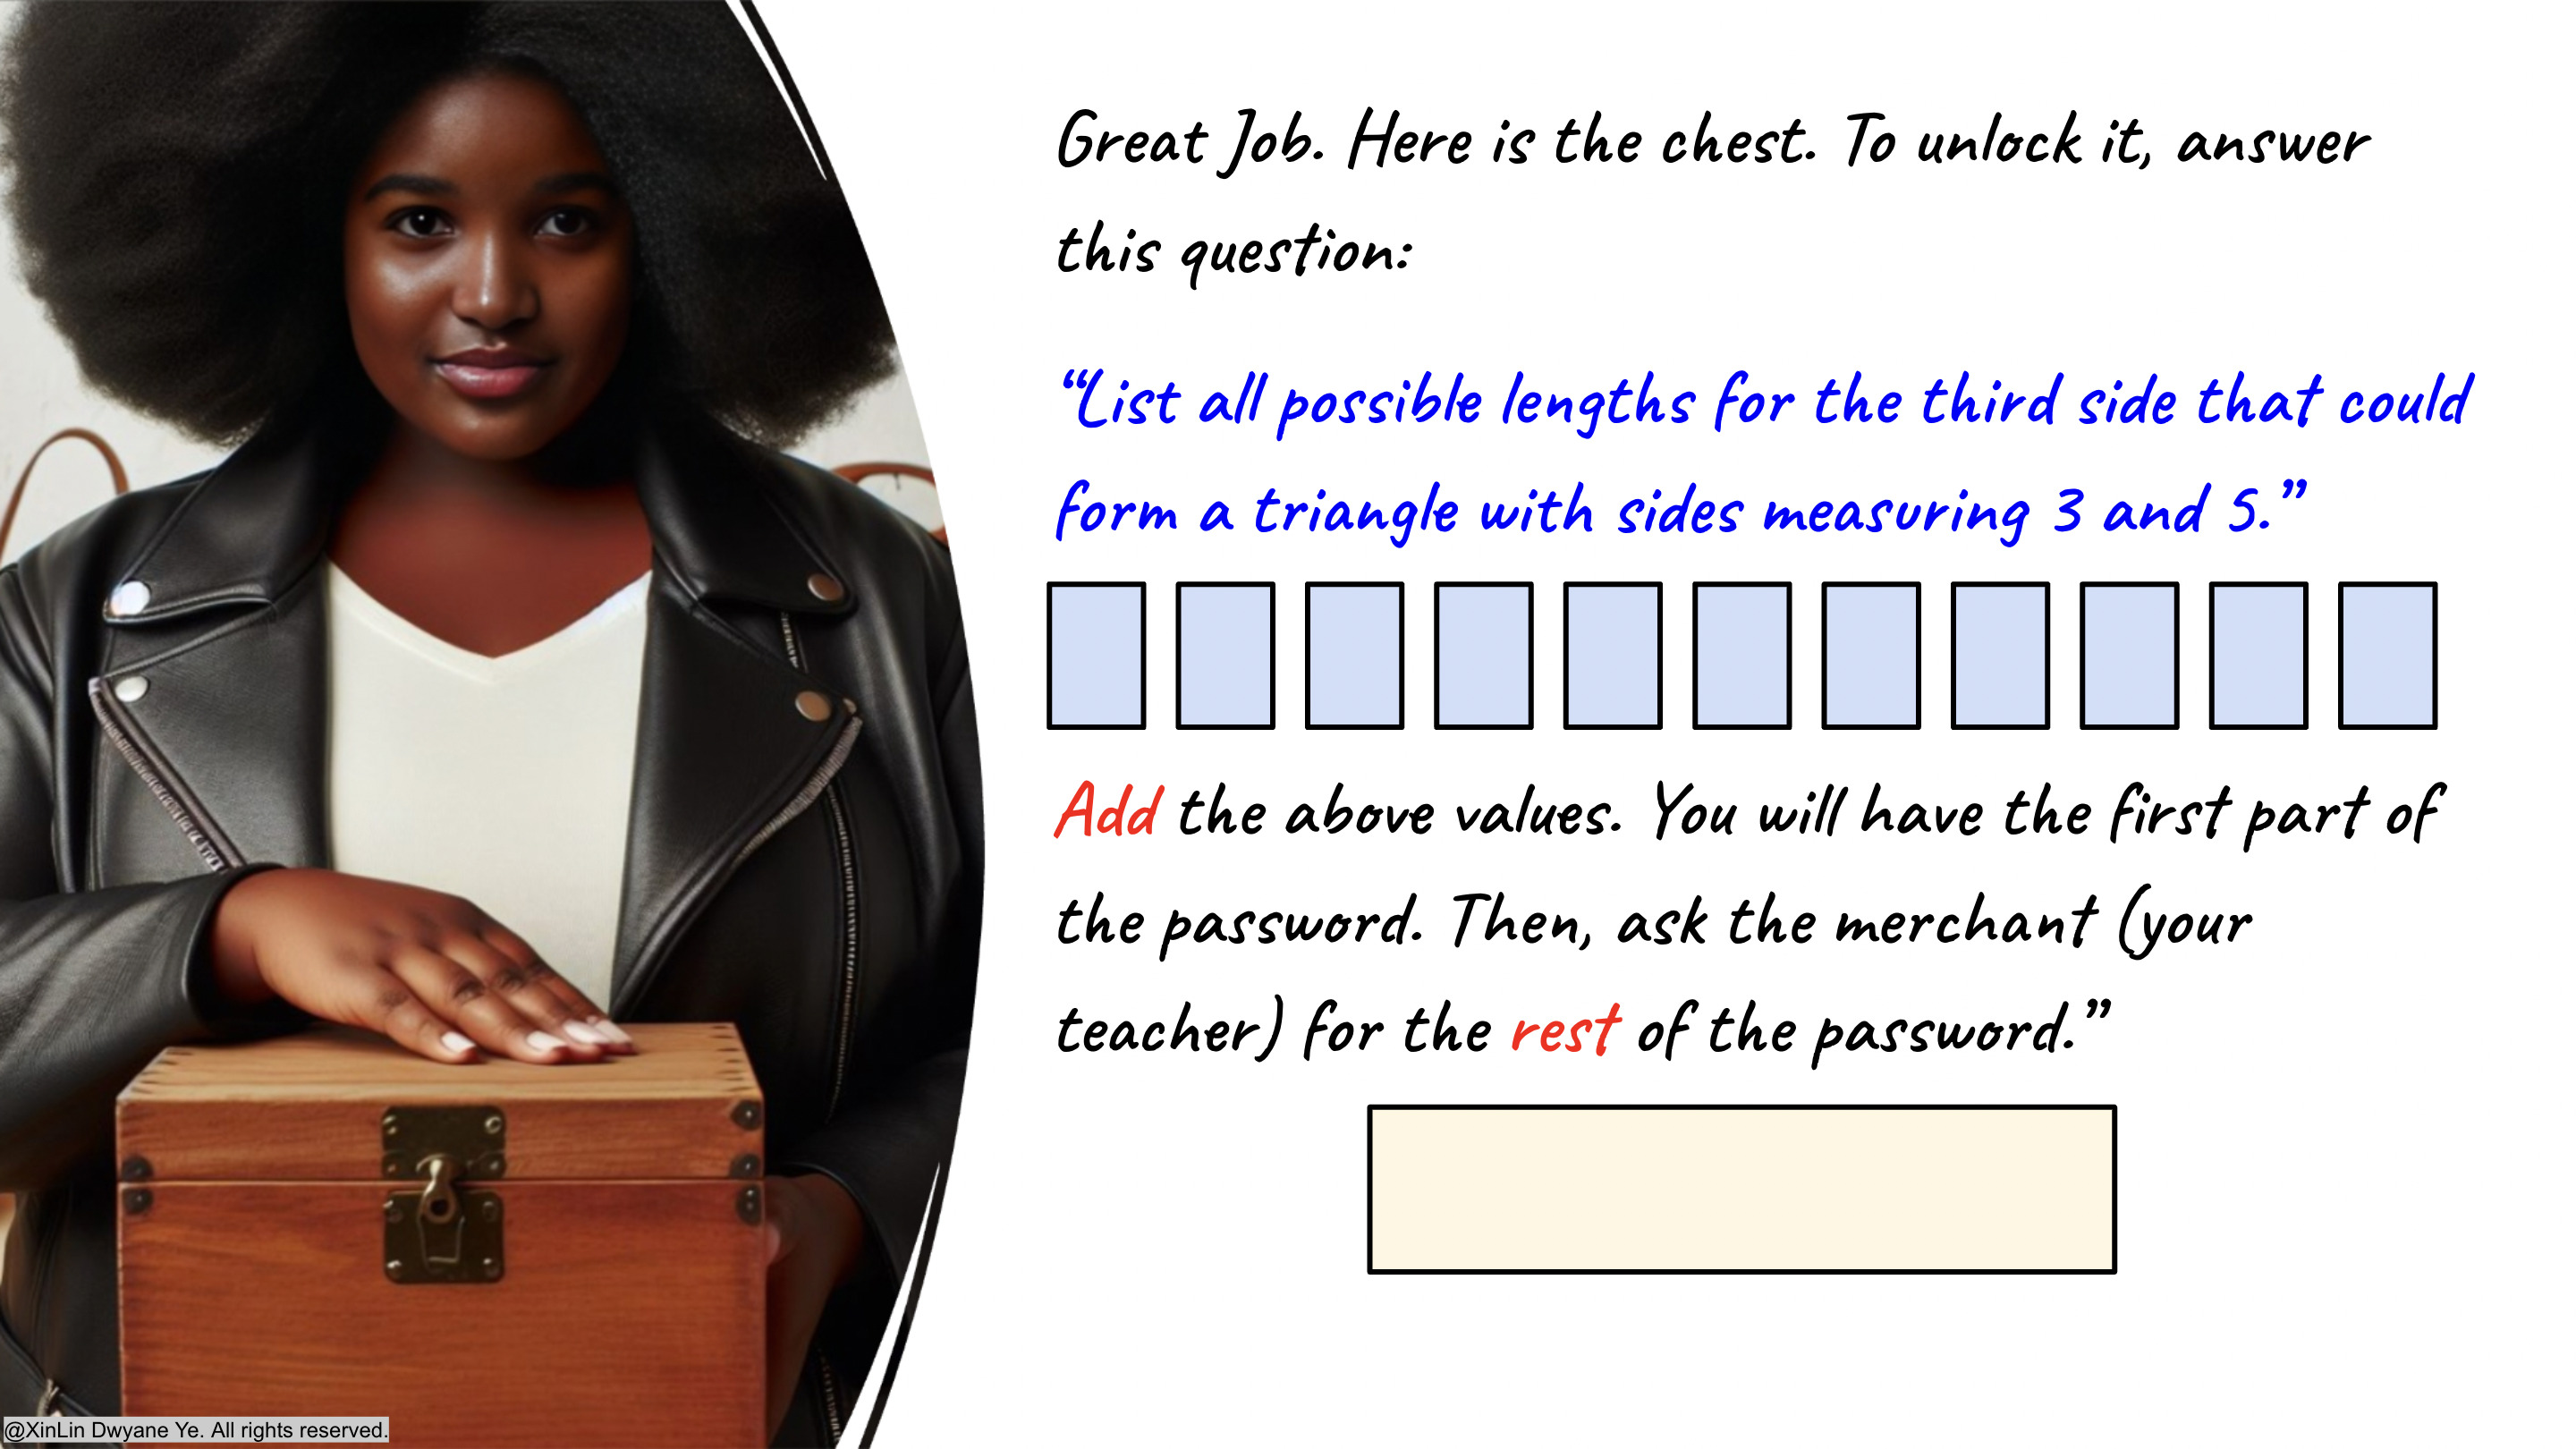 Great Job. Here is the chest. To unlock it, answer
this question:
“List all possible lengths for the third side that could
form a triangle with sides measuring 3 and 5.”
Add the above values. You will have the first part of
the password. Then, ask the merchant (your
teacher) for the rest of the password.”
@XinLin Dwyane Ye. All rights reserved.